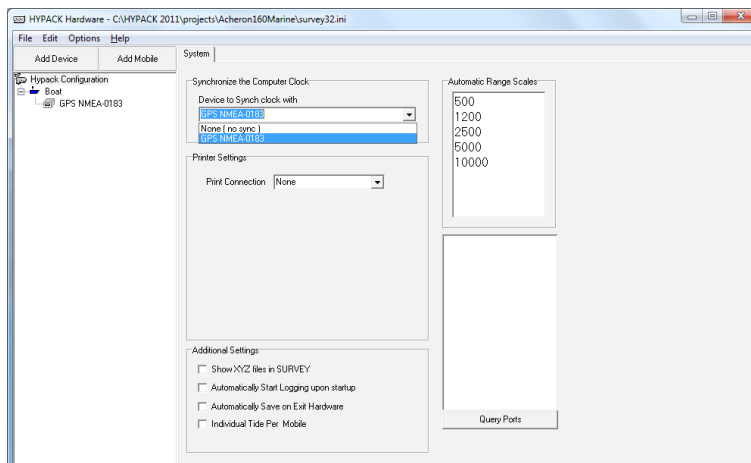 HYPACK Hardware - C:\HYPACK 2011\projects\Acheron160Marine\survey32.ini
File Edit Options Help
Add Device Add Mobile
System
Hypack Configuration
Boat
GPS NMEA-0183
Synchronize the Computer Clock
Device to Synch clock with
GPS NMEA-0183
None ( no sync )
GPS NMEA-0183
Printer Settings
Print Connection None
Additional Settings
Show XYZ files in SURVEY
Automatically Start Logging upon startup
Automatically Save on Exit Hardware
Individual Tide Per Mobile
Automatic Range Scales
500
1200
2500
5000
10000
Query Ports